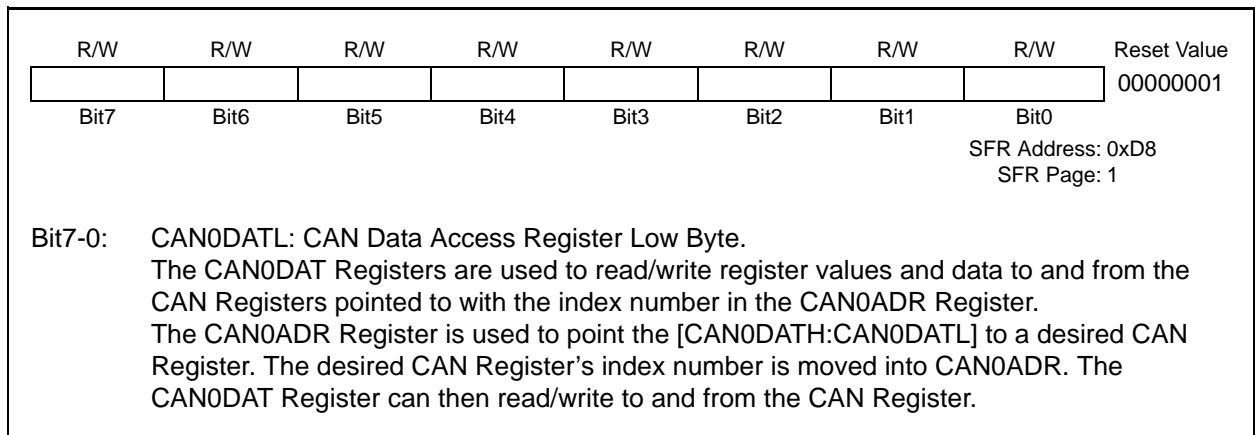 R/W R/W R/W R/W R/W R/W R/W R/W Reset Value
00000001
Bit7 Bit6 Bit5 Bit4 Bit3 Bit2 Bit1 Bit0
SFR Address: 0xD8
SFR Page: 1
Bit7-0: CAN0DATL: CAN Data Access Register Low Byte.
The CAN0DAT Registers are used to read/write register values and data to and from the
CAN Registers pointed to with the index number in the CAN0ADR Register.
The CAN0ADR Register is used to point the [CAN0DATH:CAN0DATL] to a desired CAN
Register. The desired CAN Register's index number is moved into CAN0ADR. The
CAN0DAT Register can then read/write to and from the CAN Register.